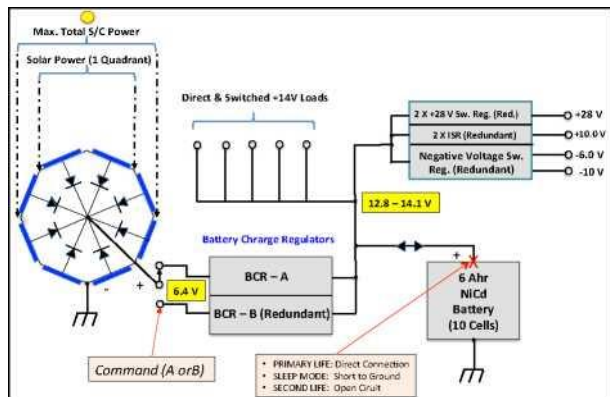 Max. Total S/C Power
Solar Power (1 Quadrant)
Direct & Switched +14V Loads
2 X +28 V Sw. Reg. (Red.)
2 X ISR (Redundant)
Negative Voltage Sw.
Reg. (Redundant)
+28 V
+10.0 V
-6.0 V
-10 V
12.8 – 14.1 V
Battery Charge Regulators
BCR – A
BCR – B (Redundant)
- +
6.4 V
+
6 Ahr
NiCd
Battery
(10 Cells)
Command (A orB)
• PRIMARY LIFE: Direct Connection
• SLEEP MODE: Short to Ground
• SECOND LIFE: Open Ciruit